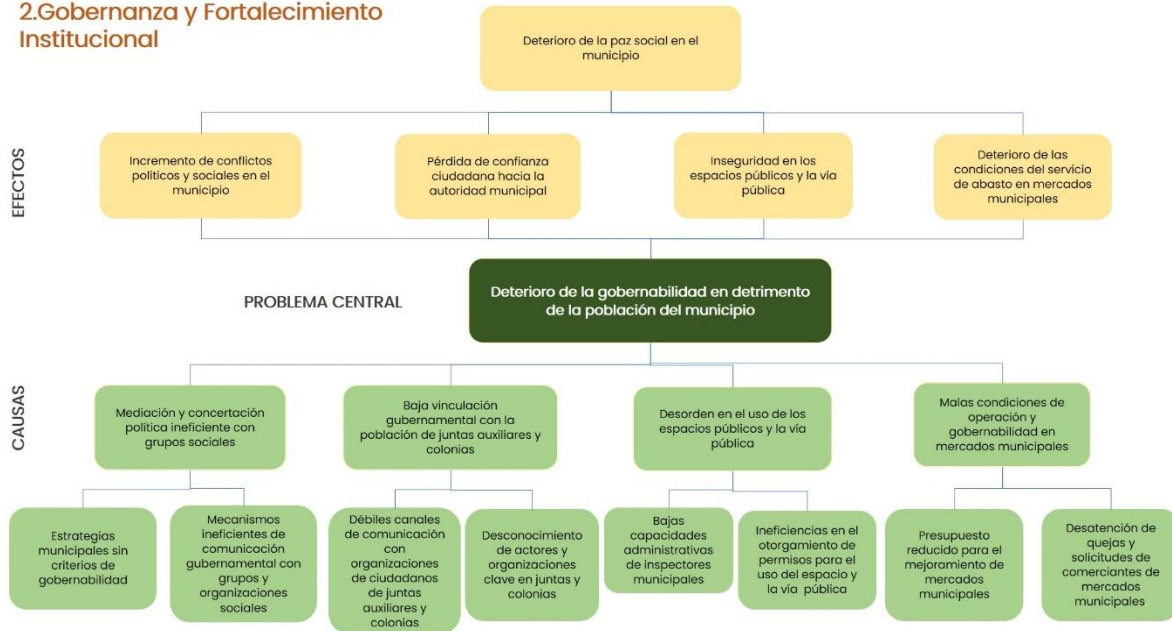 2.Gobernanza y Fortalecimiento
Institucional
Deterioro de la paz social en el
municipio
EFECTOS
Incremento de conflictos
políticos y sociales en el
municipio
Pérdida de confianza
ciudadana hacia la
autoridad municipal
Inseguridad en los
espacios públicos y la vía
pública
Deterioro de las
condiciones del servicio
de abasto en mercados
municipales
PROBLEMA CENTRAL
Deterioro de la gobernabilidad en detrimento
de la población del municipio
CAUSAS
Mediación y concertación
política ineficiente con
grupos sociales
Baja vinculación
gubernamental con la
población de juntas auxiliares y
colonias
Desorden en el uso de los
espacios públicos y la vía
pública
Malas condiciones de
operación y
gobernabilidad en
mercados municipales
Estrategias
municipales sin
criterios de
gobernabilidad
Mecanismos
ineficientes de
comunicación
gubernamental con
grupos y
organizaciones
sociales
Débiles canales
de comunicación
con
organizaciones
de ciudadanos
de juntas
auxiliares y
colonias
Desconocimiento
de actores y
organizaciones
clave en juntas y
colonias
Bajas
capacidades
administrativas
de inspectores
municipales
Ineficiencias en el
otorgamiento de
permisos para el
uso del espacio y
la vía  pública
Presupuesto
reducido para el
mejoramiento de
mercados
municipales
Desatención de
quejas y
solicitudes de
comerciantes de
mercados
municipales